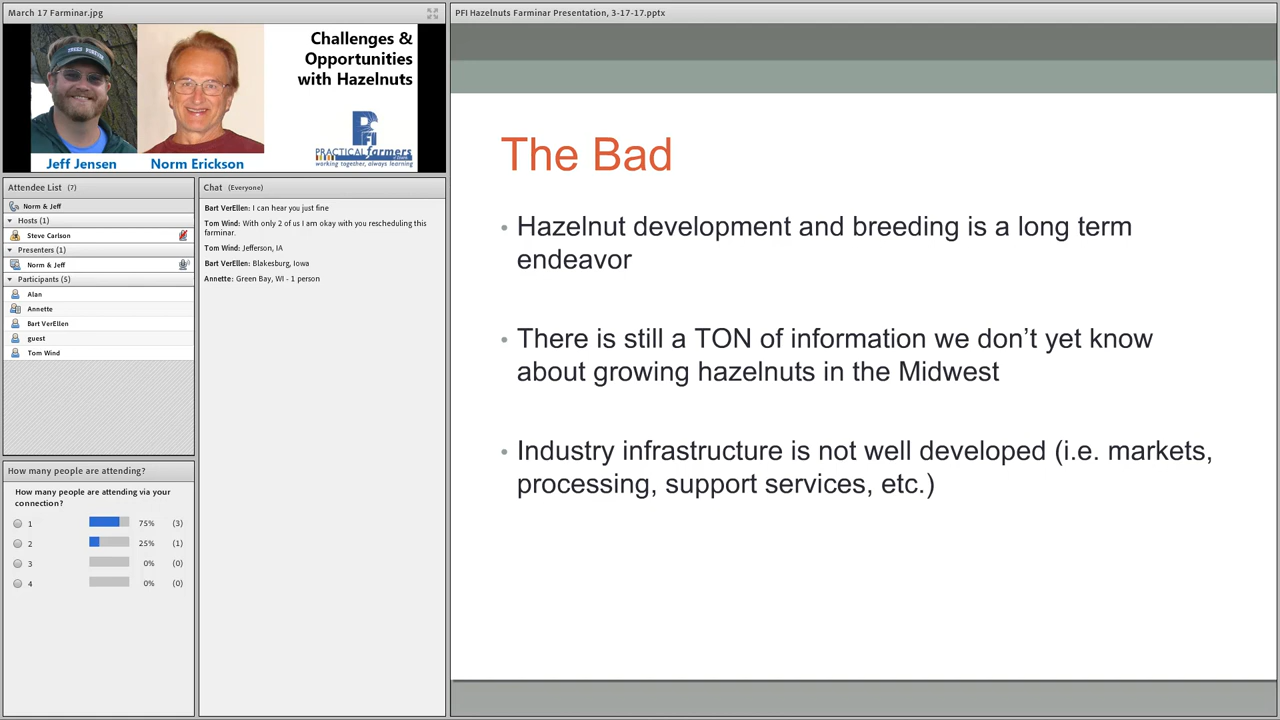 March 17 Farminar.jpg
Challenges &
Opportunities
with Hazelnuts
PFI
PRACTICAL farmers
working together, always learning
Jeff Jensen
Norm Erickson
Attendee List (7)
Norm & Jeff
Hosts (1)
Steve Carlson
Presenters (1)
Norm & Jeff
Participants (5)
Alan
Annette
Bart VerEllen
guest
Tom Wind
Chat (Everyone)
Bart VerEllen: I can hear you just fine
Tom Wind: With only 2 of us I am okay with you rescheduling this
farminar.
Tom Wind: Jefferson, IA
Bart VerEllen: Blakesburg, Iowa
Annette: Green Bay, WI - 1 person
How many people are attending?
How many people are attending via your
connection?
1 75% (3)
2 25% (1)
3 0% (0)
4 0% (0)
PFI Hazelnuts Farminar Presentation, 3-17-17.pptx
The Bad
• Hazelnut development and breeding is a long term
endeavor
• There is still a TON of information we don’t yet know
about growing hazelnuts in the Midwest
• Industry infrastructure is not well developed (i.e. markets,
processing, support services, etc.)